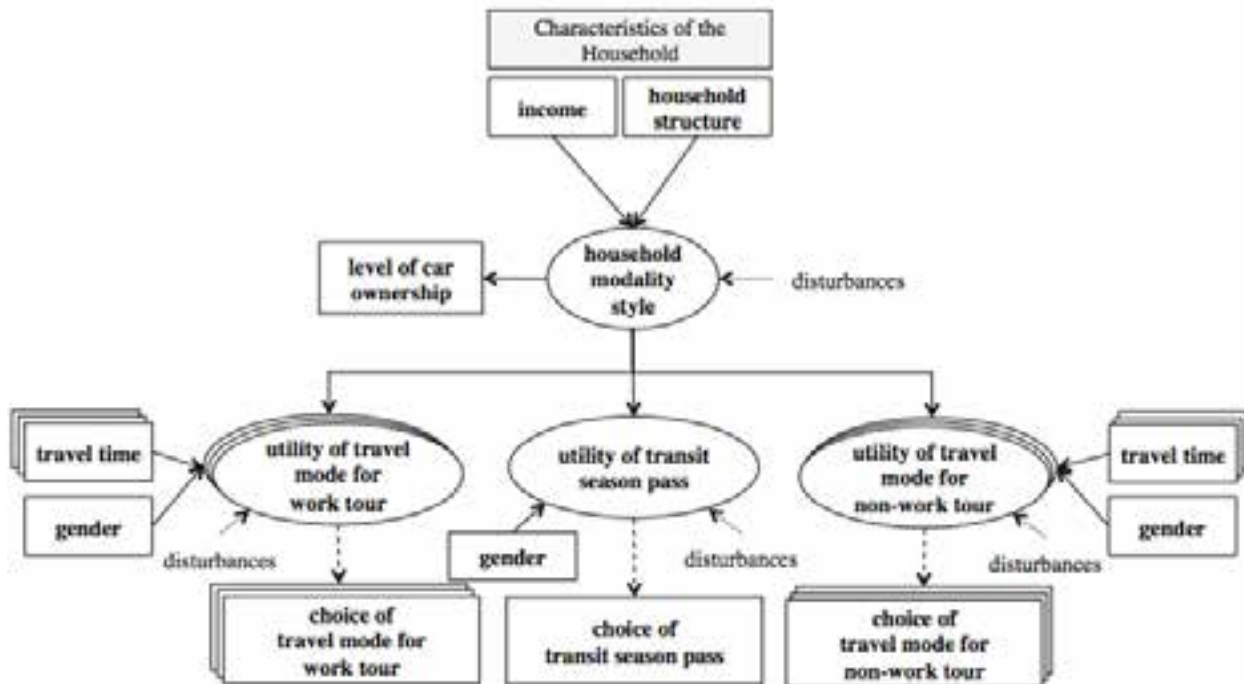 Characteristics of the
Household
income
household
structure
level of car
ownership
household
modality
style
disturbances
travel time
gender
utility of travel
mode for
work tour
disturbances
utility of transit
season pass
gender
disturbances
utility of travel
mode for
non-work tour
disturbances
travel time
gender
choice of
travel mode for
work tour
choice of
transit season pass
choice of
travel mode for
non-work tour